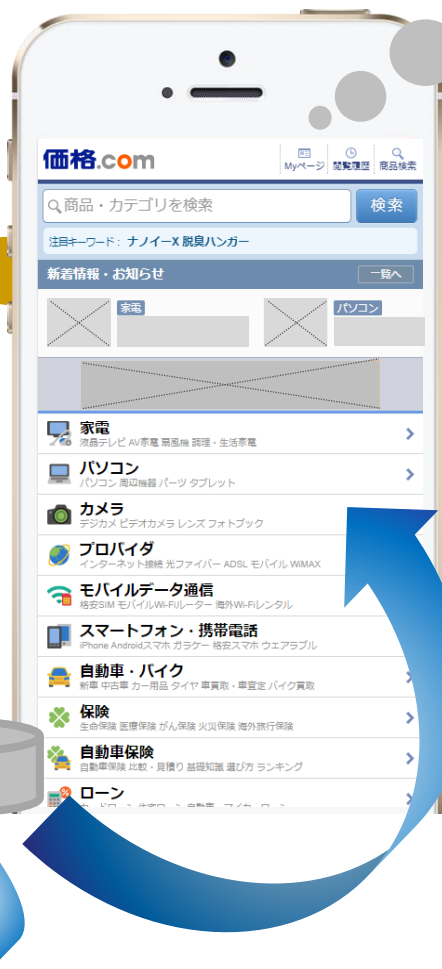 価格.com
Myページ 閲覧履歴 商品検索
商品・カテゴリを検索 検索
注目キーワード： ナノイーX 脱臭ハンガー
新着情報・お知らせ 一覧へ
家電 パソコン
家電
液晶テレビ AV家電 扇風機 調理・生活家電
パソコン
パソコン 周辺機器 パーツ タブレット
カメラ
デジカメ ビデオカメラ レンズ フォトブック
プロバイダ
インターネット接続 光ファイバー ADSL モバイル WiMAX
モバイルデータ通信
格安SIM モバイルWi-Fiルーター 海外Wi-Fiレンタル
スマートフォン・携帯電話
iPhone Androidスマホ ガラケー 格安スマホ ウエアラブル
自動車・バイク
新車 中古車 カー用品 タイヤ 車買取・車査定 バイク買取
保険
生命保険 医療保険 がん保険 火災保険 海外旅行保険
自動車保険
自動車保険 比較・見積り 基礎知識 選び方 ランキング
ローン